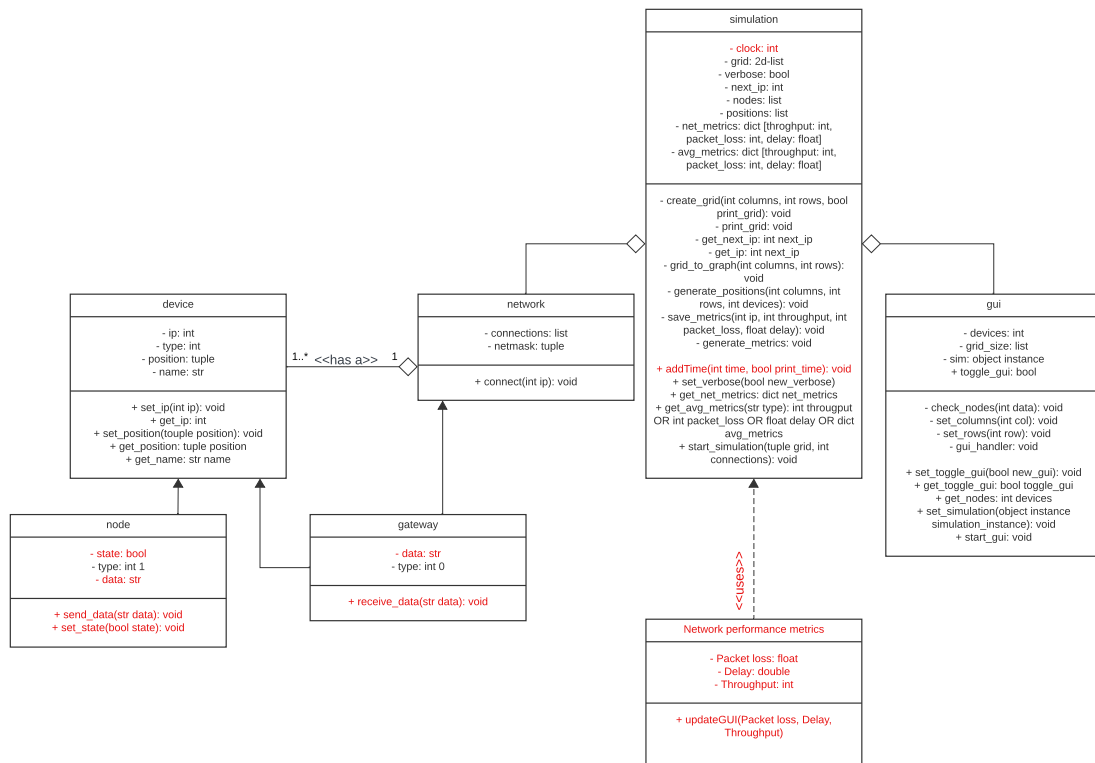 simulation
- clock: int
- grid: 2d-list
- verbose: bool
- next_ip: int
- nodes: list
- positions: list
- net_metrics: dict [throghput: int,
packet_loss: int, delay: float]
- avg_metrics: dict [throughput: int,
packet_loss: int, delay: float]
- create_grid(int columns, int rows, bool
print_grid): void
- print_grid: void
- get_next_ip: int next_ip
- get_ip: int next_ip
- grid_to_graph(int columns, int rows):
void
- generate_positions(int columns, int
rows, int devices): void
- save_metrics(int ip, int throughput, int
packet_loss, float delay): void
- generate_metrics: void
+ addTime(int time, bool print_time): void
+ set_verbose(bool new_verbose)
+ get_net_metrics: dict net_metrics
+ get_avg_metrics(str type): int througput
OR int packet_loss OR float delay OR dict
avg_metrics
+ start_simulation(tuple grid, int
connections): void
device
- ip: int
- type: int
- position: tuple
- name: str
+ set_ip(int ip): void
+ get_ip: int
+ set_position(touple position): void
+ get_position: tuple position
+ get_name: str name
1..* <<has a>> 1
network
- connections: list
- netmask: tuple
+ connect(int ip): void
gui
- devices: int
- grid_size: list
- sim: object instance
+ toggle_gui: bool
- check_nodes(int data): void
- set_columns(int col): void
- set_rows(int row): void
- gui_handler: void
+ set_toggle_gui(bool new_gui): void
+ get_toggle_gui: bool toggle_gui
+ get_nodes: int devices
+ set_simulation(object instance
simulation_instance): void
+ start_gui: void
node
- state: bool
- type: int 1
- data: str
+ send_data(str data): void
+ set_state(bool state): void
gateway
- data: str
- type: int 0
+ receive_data(str data): void
<<uses>>
Network performance metrics
- Packet loss: float
- Delay: double
- Throughput: int
+ updateGUI(Packet loss, Delay,
Throughput)